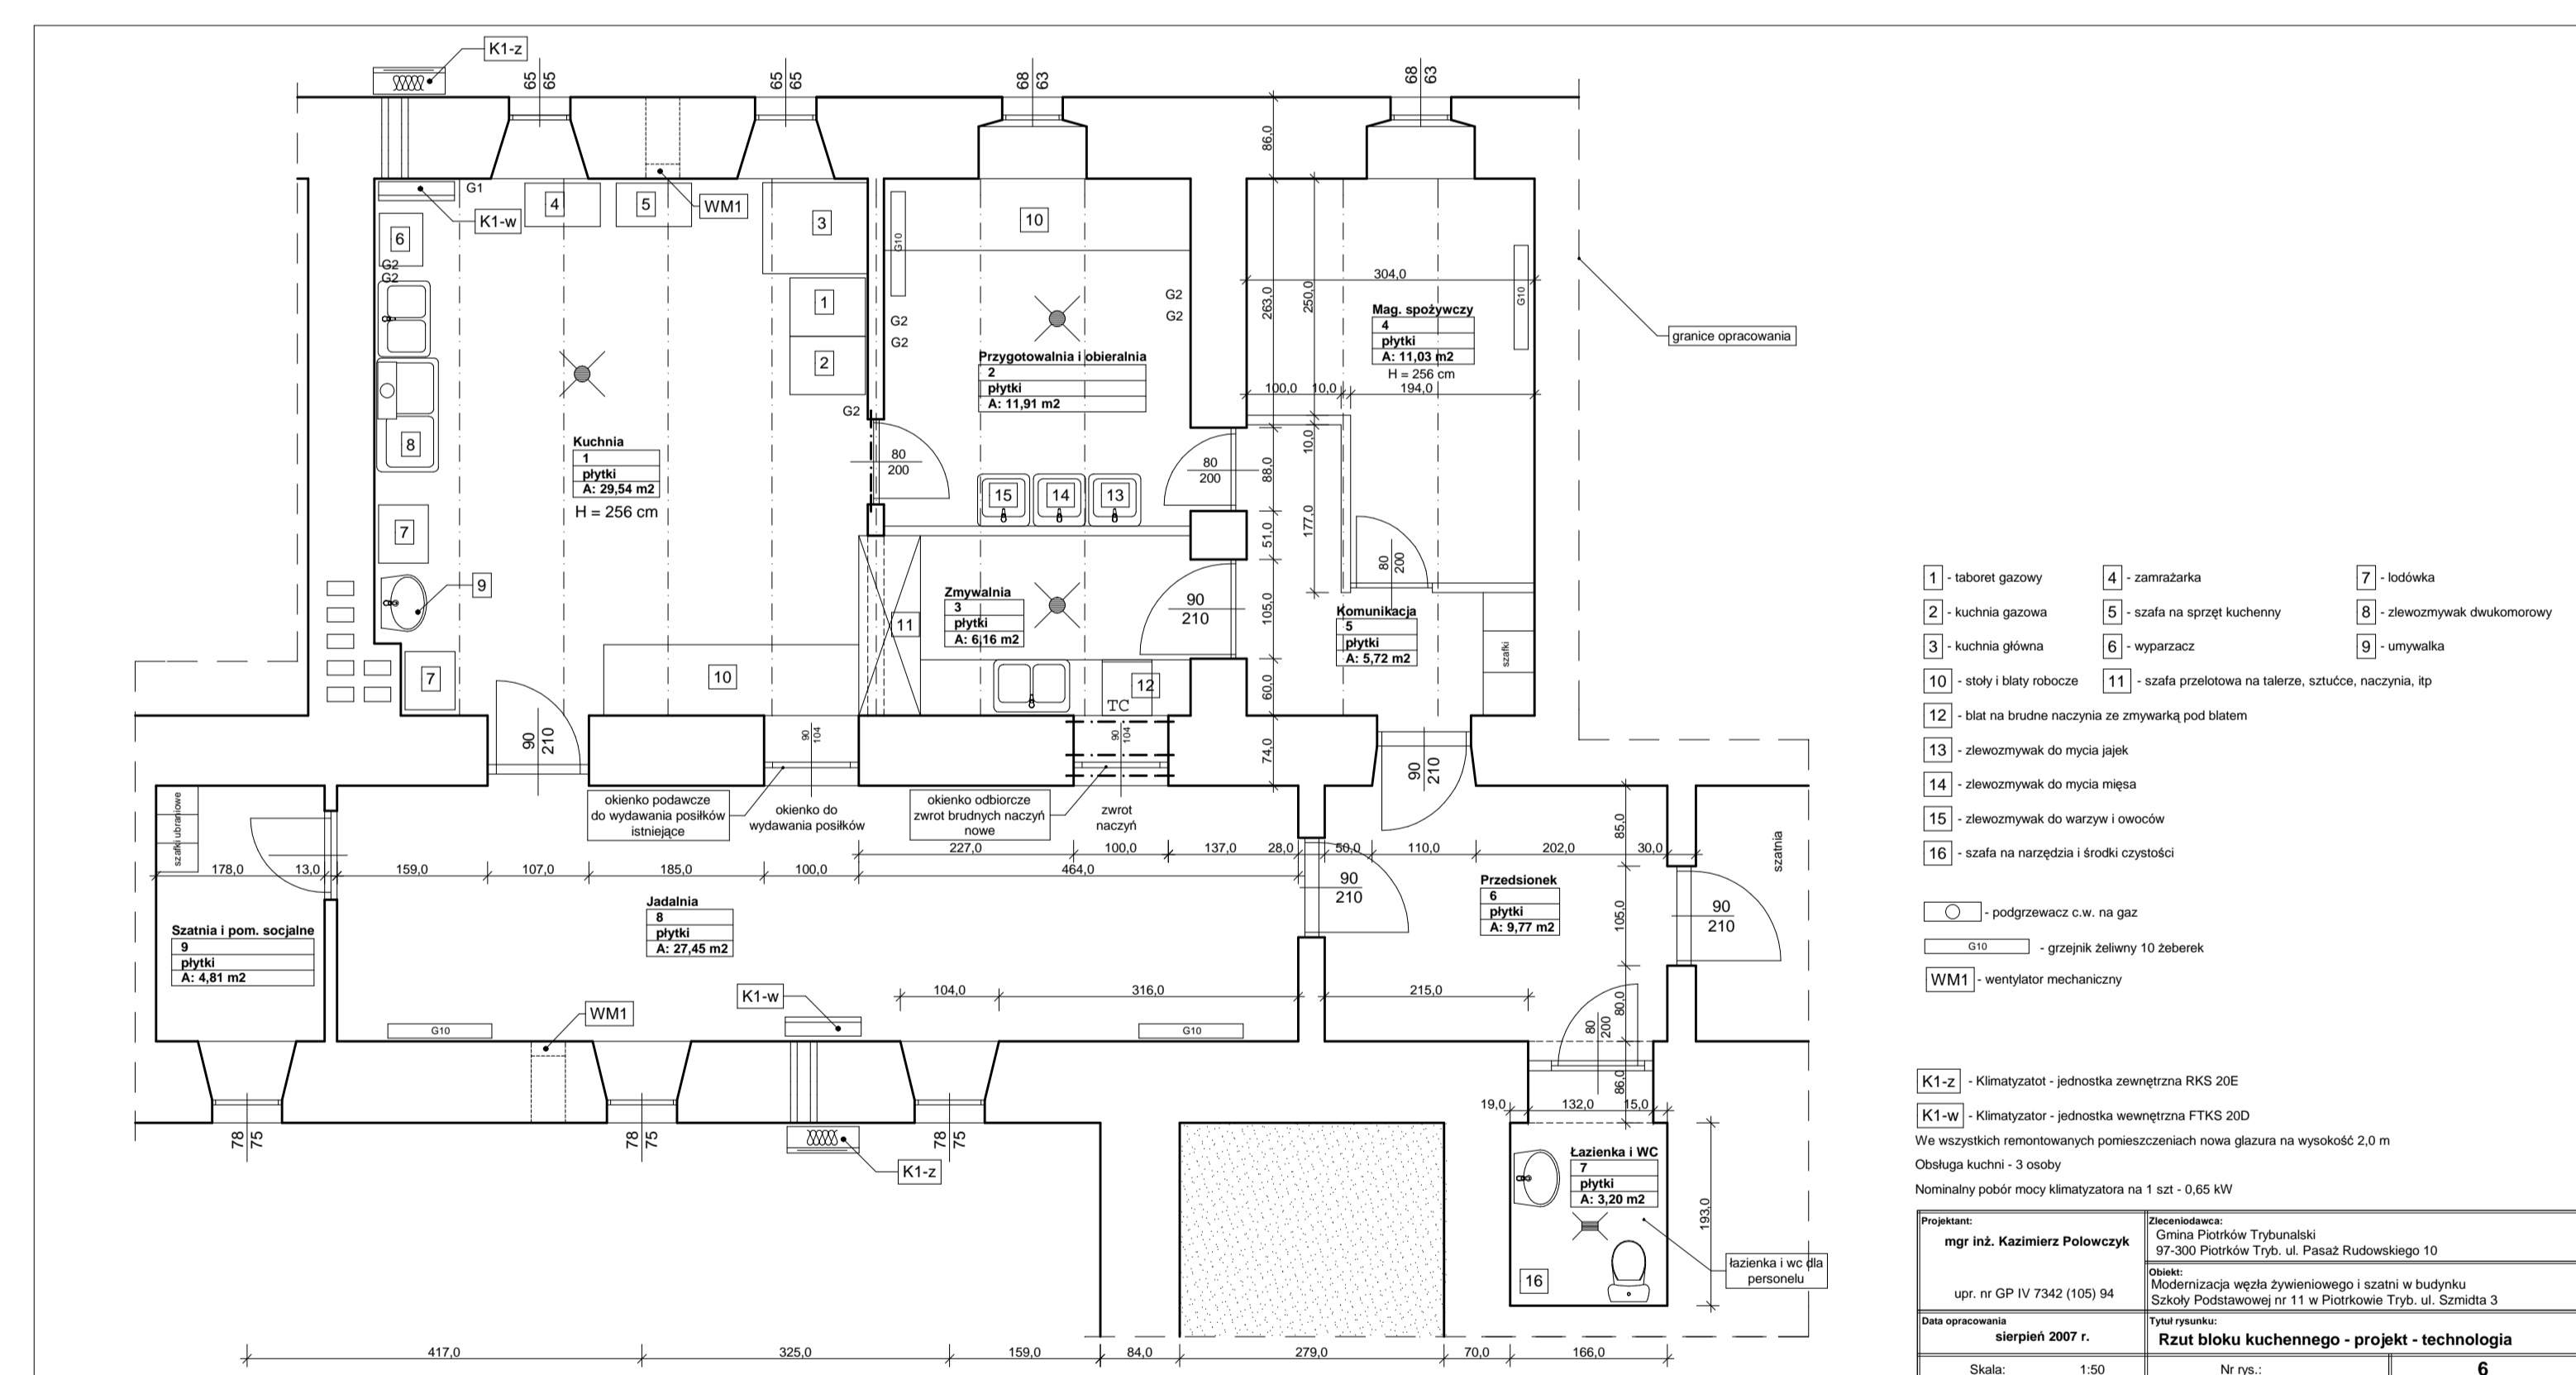 K1-z
65
65
65
65
68
63
68
63
K1-w
G1
4
5
WM1
3
6
G2
G2
1
2
G2
8
7
9
7
10
Kuchnia
1
płytki
A: 29,54 m2
H = 256 cm
86,0
G10
10
G2
G2
G2
G2
Przygotowalnia i obieralnia
2
płytki
A: 11,91 m2
80
200
15
14
13
80
200
304,0
263,0
250,0
G10
Mag. spożywczy
4
płytki
A: 11,03 m2
H = 256 cm
100,0
10,0
194,0
10,0
88,0
177,0
51,0
80
200
granice opracowania
Zmywalnia
3
płytki
A: 6,16 m2
11
90
210
105,0
12
TC
60,0
Komunikacja
5
płytki
A: 5,72 m2
szafki
74,0
90
210
90
104
90
104
90
210
okienko podawcze
do wydawania posiłków
istniejące
okienko do
wydawania posiłków
okienko odbiorcze
zwrot brudnych naczyń
nowe
zwrot
naczyń
szafki ubraniowe
227,0
100,0
137,0
28,0
50,0
110,0
202,0
30,0
85,0
szatnia
178,0
13,0
159,0
107,0
185,0
100,0
464,0
90
210
Szatnia i pom. socjalne
9
płytki
A: 4,81 m2
Jadalnia
8
płytki
A: 27,45 m2
Przedsionek
6
płytki
A: 9,77 m2
105,0
90
210
104,0
316,0
215,0
80,0
K1-w
WM1
G10
G10
80
200
86,0
19,0
132,0
15,0
78
75
78
75
78
75
K1-z
Łazienka i WC
7
płytki
A: 3,20 m2
193,0
16
łazienka i wc dla
personelu
417,0
325,0
159,0
84,0
279,0
70,0
166,0
1 - taboret gazowy
4 - zamrażarka
7 - lodówka
2 - kuchnia gazowa
5 - szafa na sprzęt kuchenny
8 - zlewozmywak dwukomorowy
3 - kuchnia główna
6 - wyparzacz
9 - umywalka
10 - stoły i blaty robocze
11 - szafa przelotowa na talerze, sztućce, naczynia, itp
12 - blat na brudne naczynia ze zmywarką pod blatem
13 - zlewozmywak do mycia jajek
14 - zlewozmywak do mycia mięsa
15 - zlewozmywak do warzyw i owoców
16 - szafa na narzędzia i środki czystości
- podgrzewacz c.w. na gaz
G10 - grzejnik żeliwny 10 żeberek
WM1 - wentylator mechaniczny
K1-z - Klimatyzatot - jednostka zewnętrzna RKS 20E
K1-w - Klimatyzator - jednostka wewnętrzna FTKS 20D
We wszystkich remontowanych pomieszczeniach nowa glazura na wysokość 2,0 m
Obsługa kuchni - 3 osoby
Nominalny pobór mocy klimatyzatora na 1 szt - 0,65 kW
Projektant:
mgr inż. Kazimierz Polowczyk
upr. nr GP IV 7342 (105) 94
Zleceniodawca:
Gmina Piotrków Trybunalski
97-300 Piotrków Tryb. ul. Pasaż Rudowskiego 10
Obiekt:
Modernizacja węzła żywieniowego i szatni w budynku
Szkoły Podstawowej nr 11 w Piotrkowie Tryb. ul. Szmidta 3
Data opracowania
sierpień 2007 r.
Tytuł rysunku:
Rzut bloku kuchennego - projekt - technologia
Skala: 1:50
Nr rys.: 6